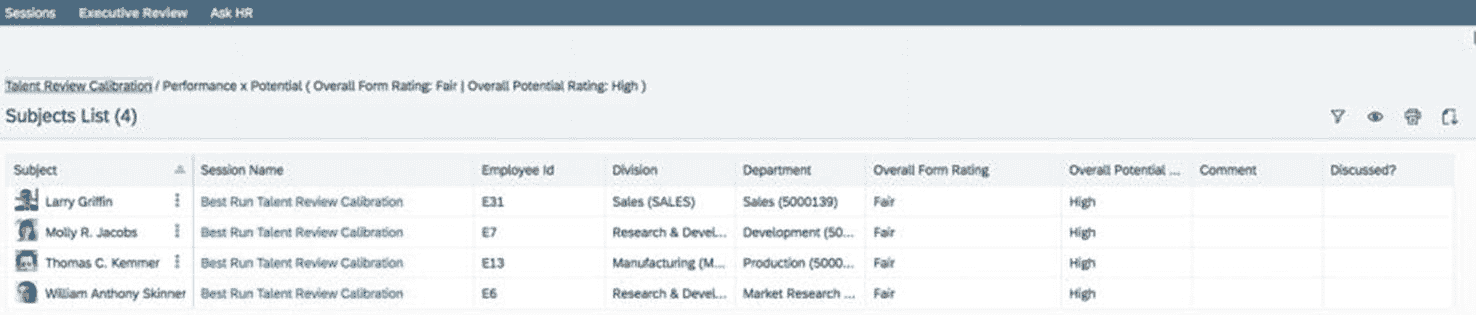 Sessions Executive Review Ask HR
Talent Review Calibration / Performance x Potential ( Overall Form Rating: Fair | Overall Potential Rating: High )
Subjects List (4)
Subject Session Name Employee Id Division Department Overall Form Rating Overall Potential ... Comment Discussed?
Larry Griffin Best Run Talent Review Calibration E31 Sales (SALES) Sales (5000139) Fair High
Molly R. Jacobs Best Run Talent Review Calibration E7 Research & Devel... Development (50... Fair High
Thomas C. Kemmer Best Run Talent Review Calibration E13 Manufacturing (M... Production (5000... Fair High
William Anthony Skinner Best Run Talent Review Calibration E6 Research & Devel... Market Research ... Fair High